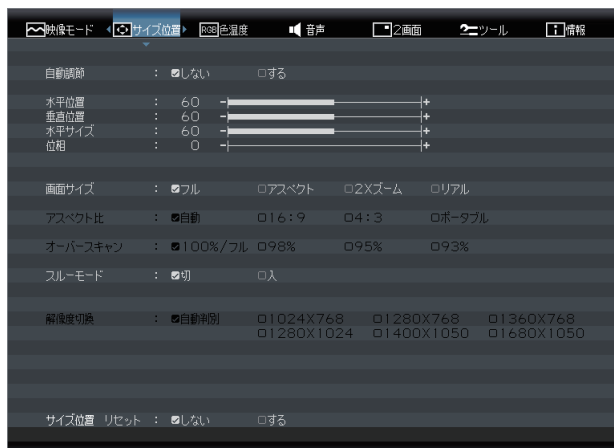 映像モード サイズ位置 RGB 色温度 音声 2画面 ツール 情報
自動調節 : しない する
水平位置 : 60 - +
垂直位置 : 60 - +
水平サイズ : 60 - +
位相 : 0 - +
画面サイズ : フル アスペクト 2Xズーム リアル
アスペクト比 : 自動 16:9 4:3 ポータブル
オーバースキャン : 100%/フル 98% 95% 93%
スルーモード : 切 入
解像度切換 : 自動判別 1024X768 1280X768 1360X768
1280X1024 1400X1050 1680X1050
サイズ位置 リセット : しない する